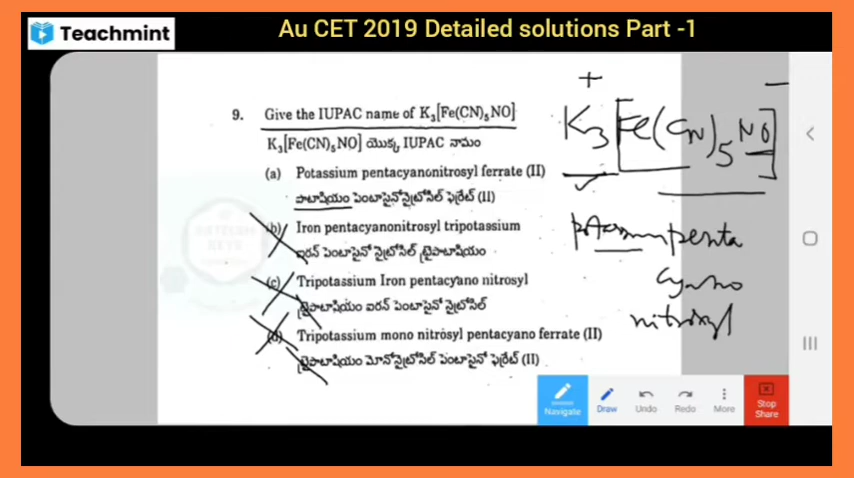 Teachmint
Au CET 2019 Detailed solutions Part -1
9. Give the IUPAC name of K₃[Fe(CN)₅NO]
K₃[Fe(CN)₅NO] యొక్క IUPAC నామం
(a) Potassium pentacyanonitrosyl ferrate (II)
పొటాషియం పెంటాసైనోనైట్రోసిల్ ఫెర్రేట్ (II)
(b) Iron pentacyanonitrosyl tripotassium
ఐరన్ పెంటాసైనో నైట్రోసిల్ ట్రైపొటాషియం
(c) Tripotassium Iron pentacyano nitrosyl
ట్రైపొటాషియం ఐరన్ పెంటాసైనో నైట్రోసిల్
(d) Tripotassium mono nitrosyl pentacyano ferrate (II)
ట్రైపొటాషియం మోనోనైట్రోసిల్ పెంటాసైనో ఫెర్రేట్ (II)
+ −
K₃[Fe(CN)₅NO]
penta
cyano
nitrosyl
Navigate Draw Undo Redo More Stop Share